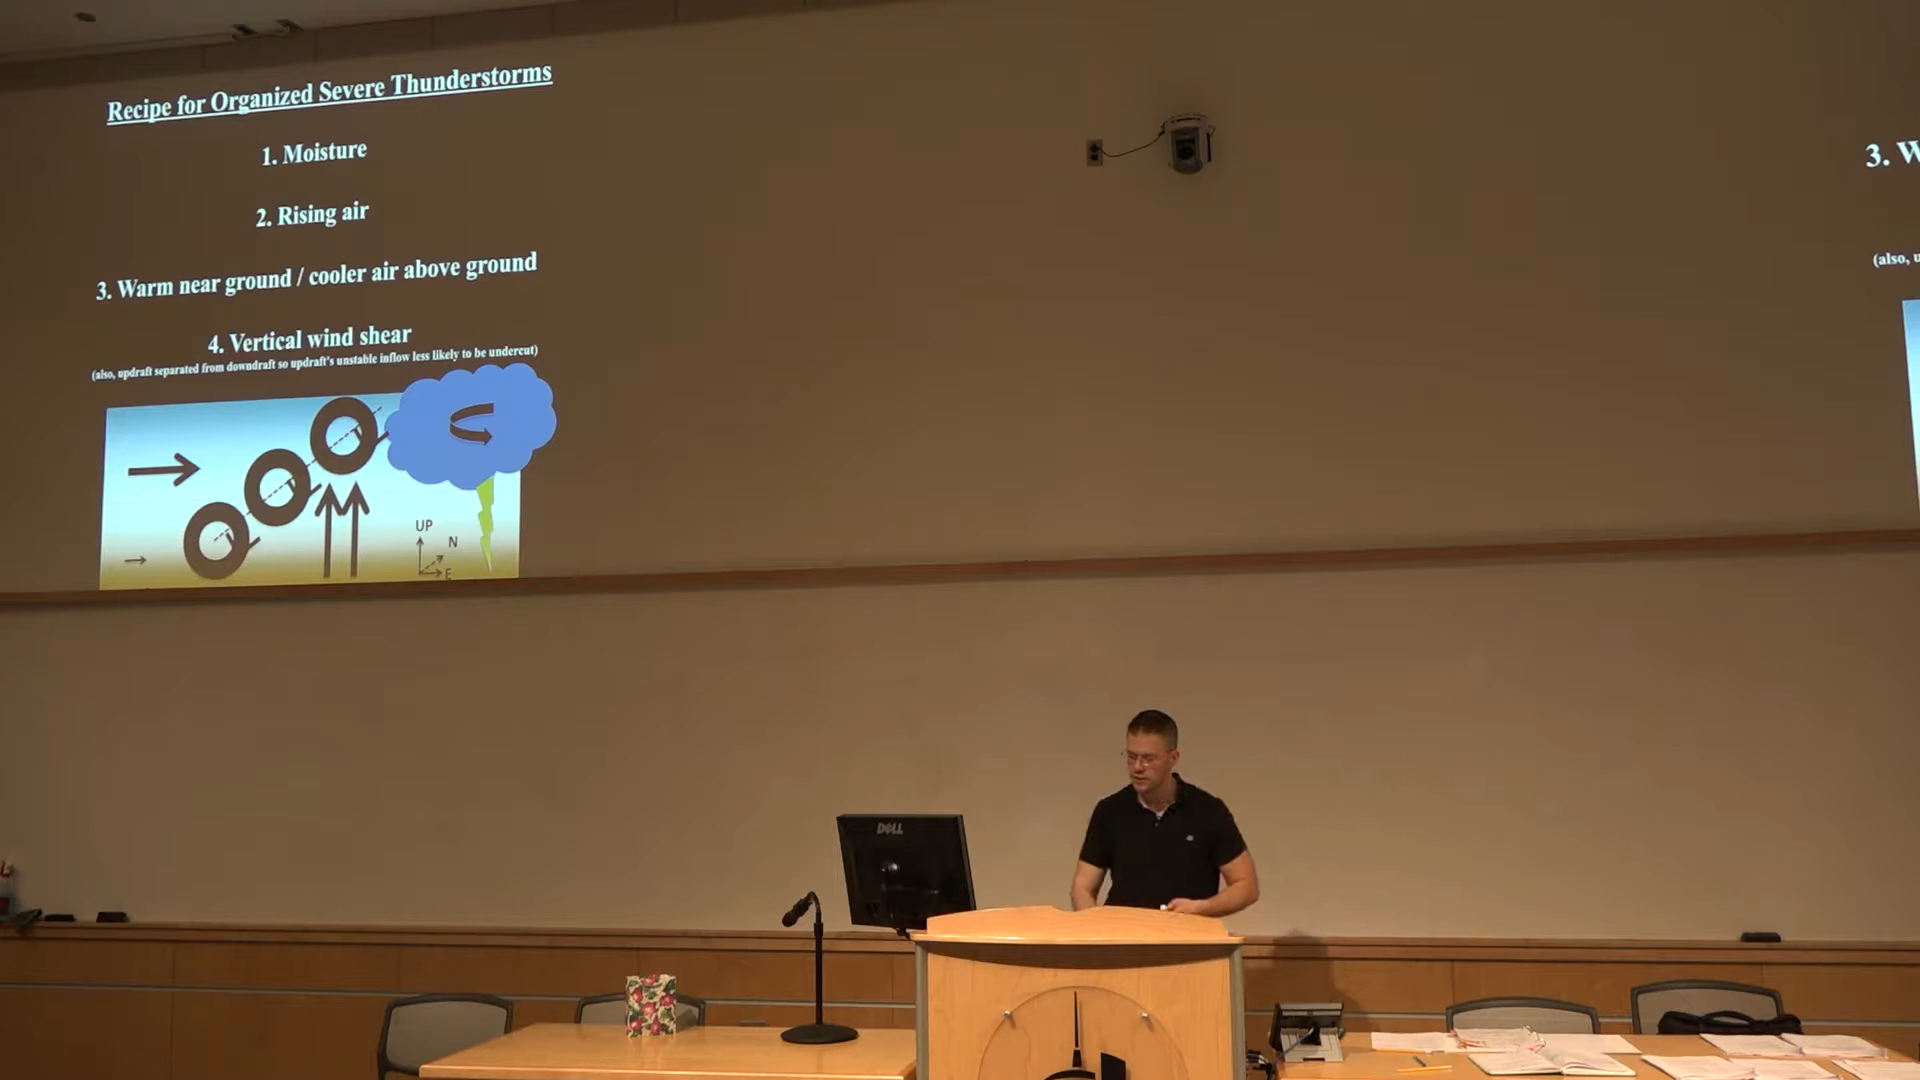 Recipe for Organized Severe Thunderstorms
1. Moisture
2. Rising air
3. Warm near ground / cooler air above ground
4. Vertical wind shear
(also, updraft separated from downdraft so updraft's unstable inflow less likely to be undercut)
UP
N
E
3. W
(also, u
DELL